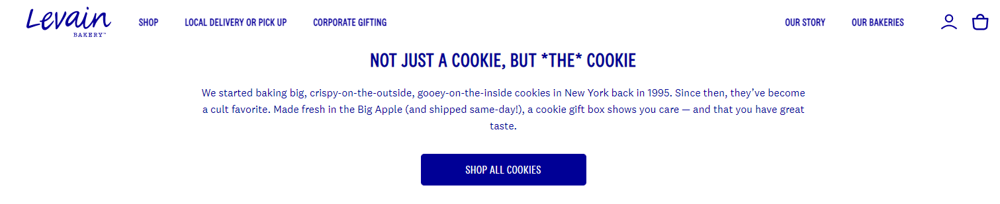 Levain
BAKERY™
SHOP
LOCAL DELIVERY OR PICK UP
CORPORATE GIFTING
OUR STORY
OUR BAKERIES
NOT JUST A COOKIE, BUT *THE* COOKIE
We started baking big, crispy-on-the-outside, gooey-on-the-inside cookies in New York back in 1995. Since then, they’ve become
a cult favorite. Made fresh in the Big Apple (and shipped same-day!), a cookie gift box shows you care — and that you have great
taste.
SHOP ALL COOKIES